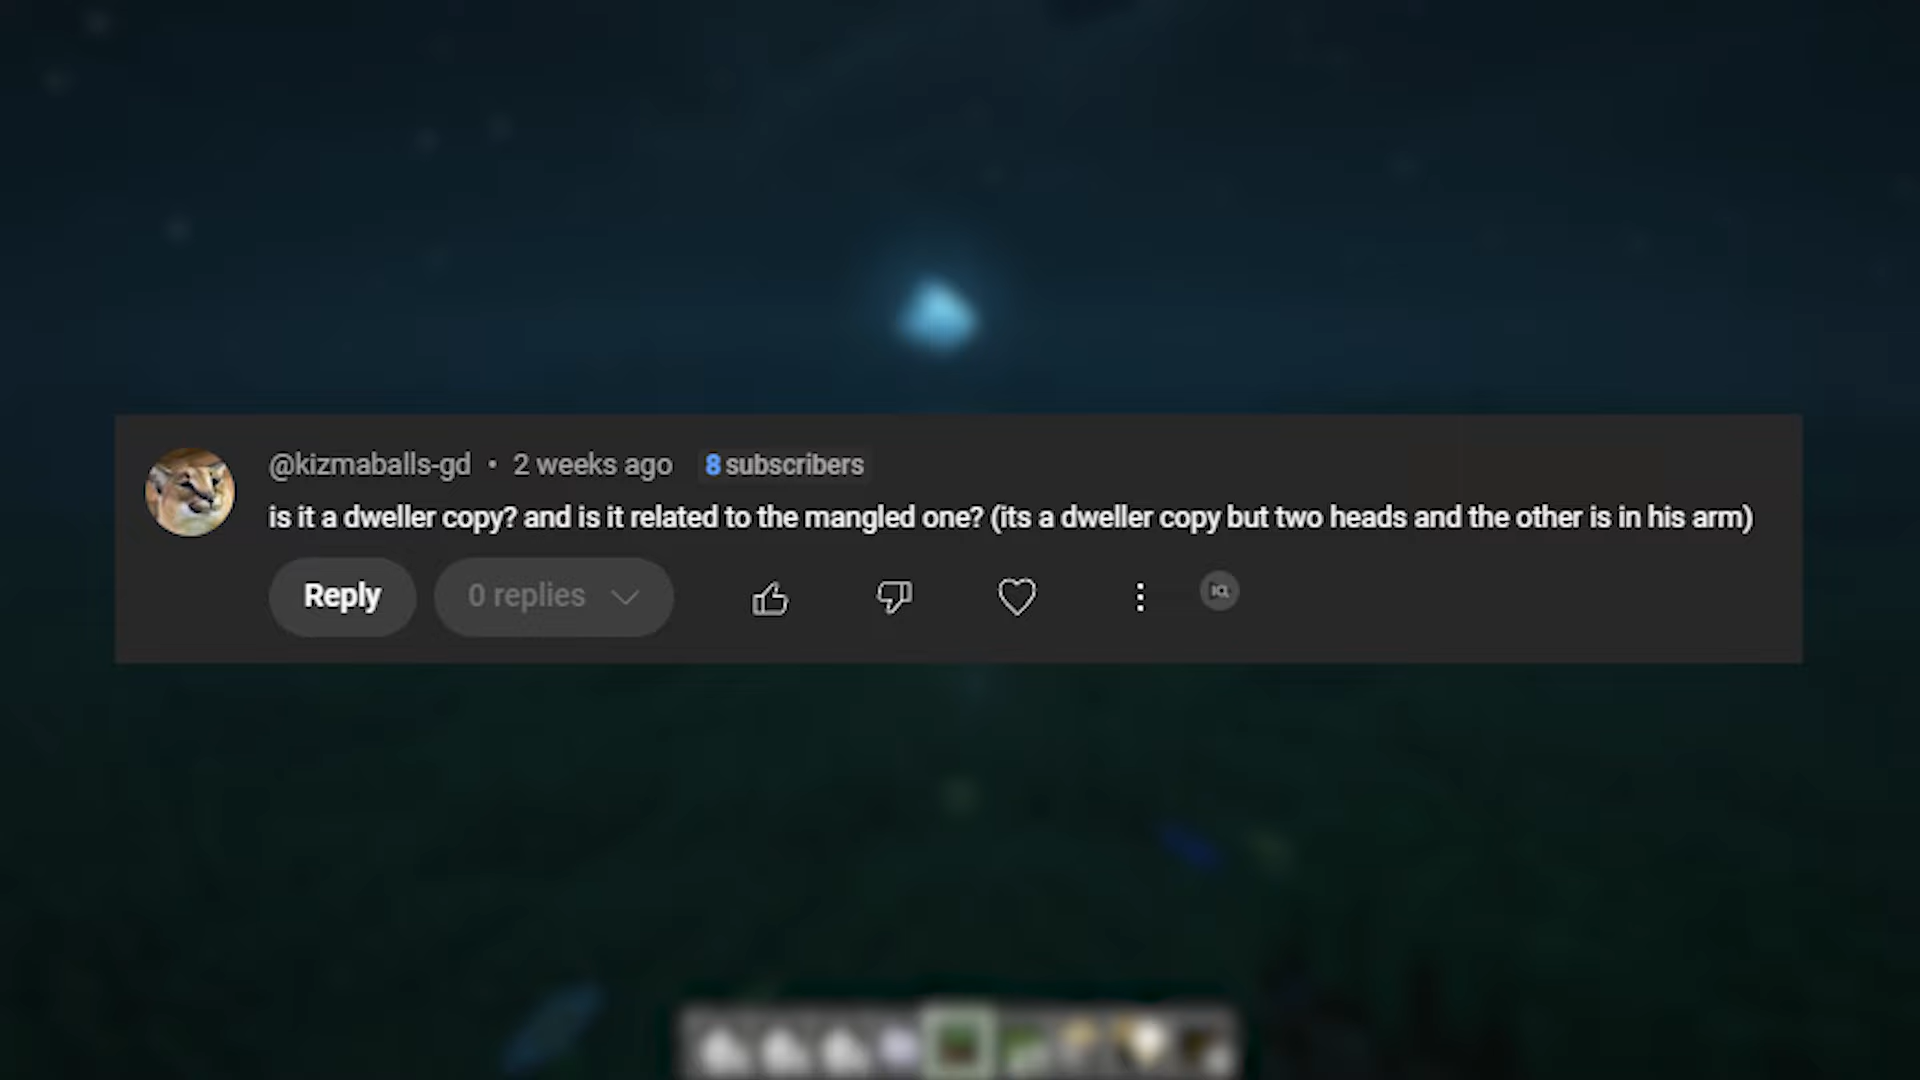 @kizmaballs-gd • 2 weeks ago 8 subscribers
is it a dweller copy? and is it related to the mangled one? (its a dweller copy but two heads and the other is in his arm)
Reply 0 replies
IQ